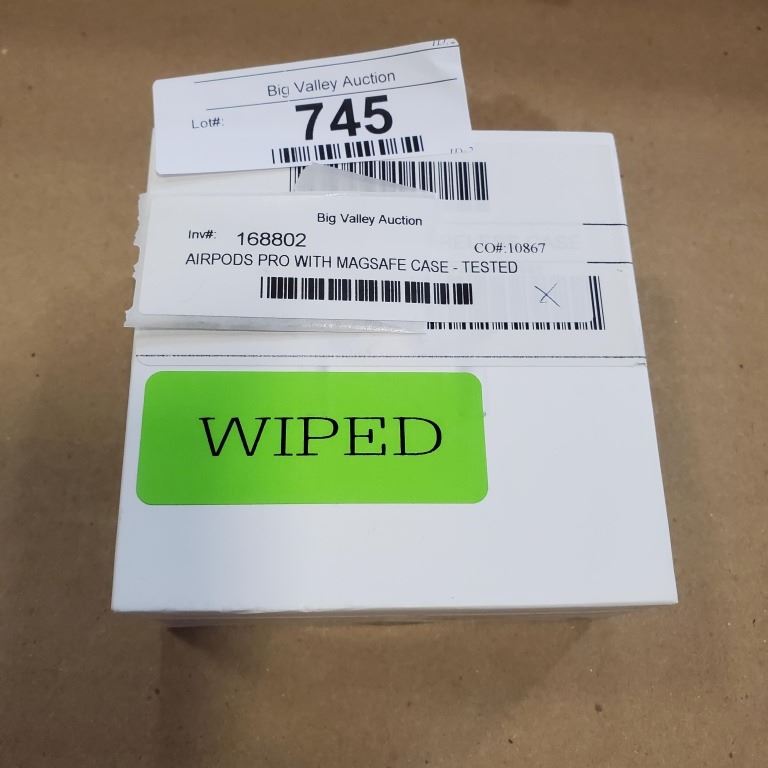 Big Valley Auction
Lot#: 745
Big Valley Auction
Inv#: 168802
CO#:10867
AIRPODS PRO WITH MAGSAFE CASE - TESTED
WIPED